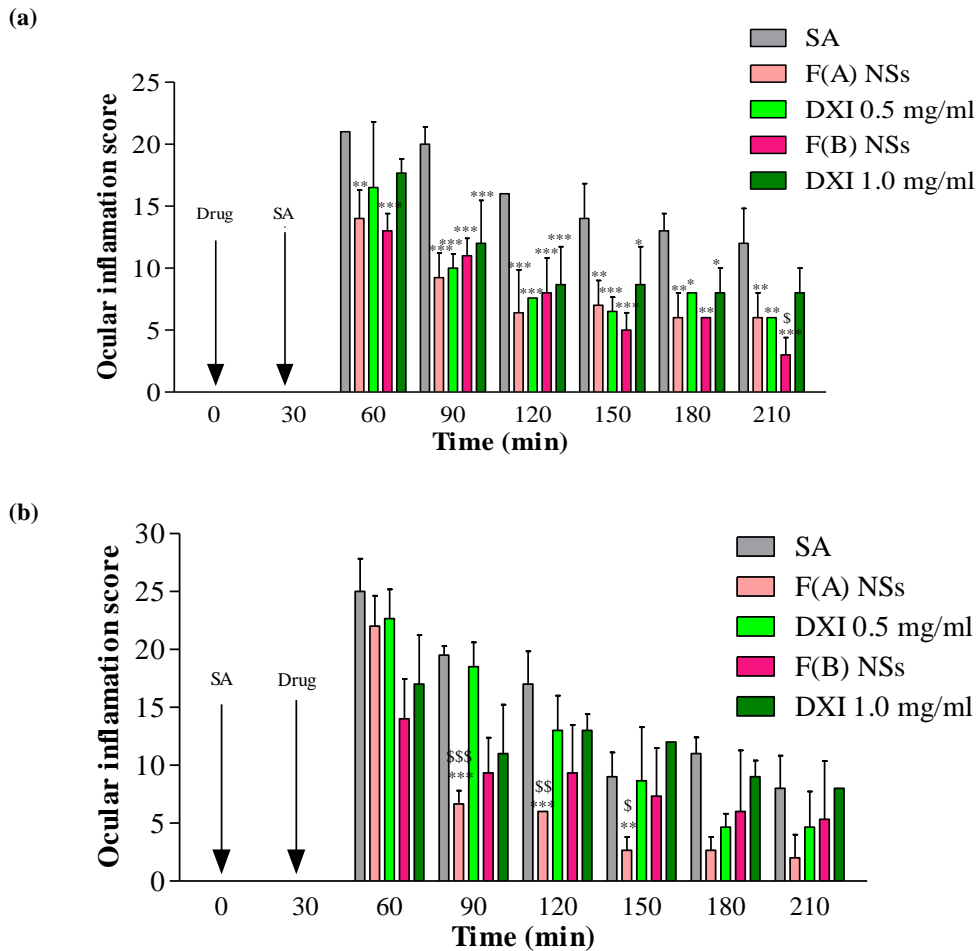 (a)
SA
F(A) NSs
DXI 0.5 mg/ml
F(B) NSs
DXI 1.0 mg/ml
Ocular inflamation score
25
20
15
10
5
0
Drug
SA
**
***
***
***
***
***
***
***
***
***
**
***
***
*
**
*
**
*
**
**
$
***
0
30
60
90
120
150
180
210
Time (min)
(b)
SA
F(A) NSs
DXI 0.5 mg/ml
F(B) NSs
DXI 1.0 mg/ml
Ocular inflamation score
30
25
20
15
10
5
0
SA
Drug
$$$
***
$$
***
$
**
0
30
60
90
120
150
180
210
Time (min)